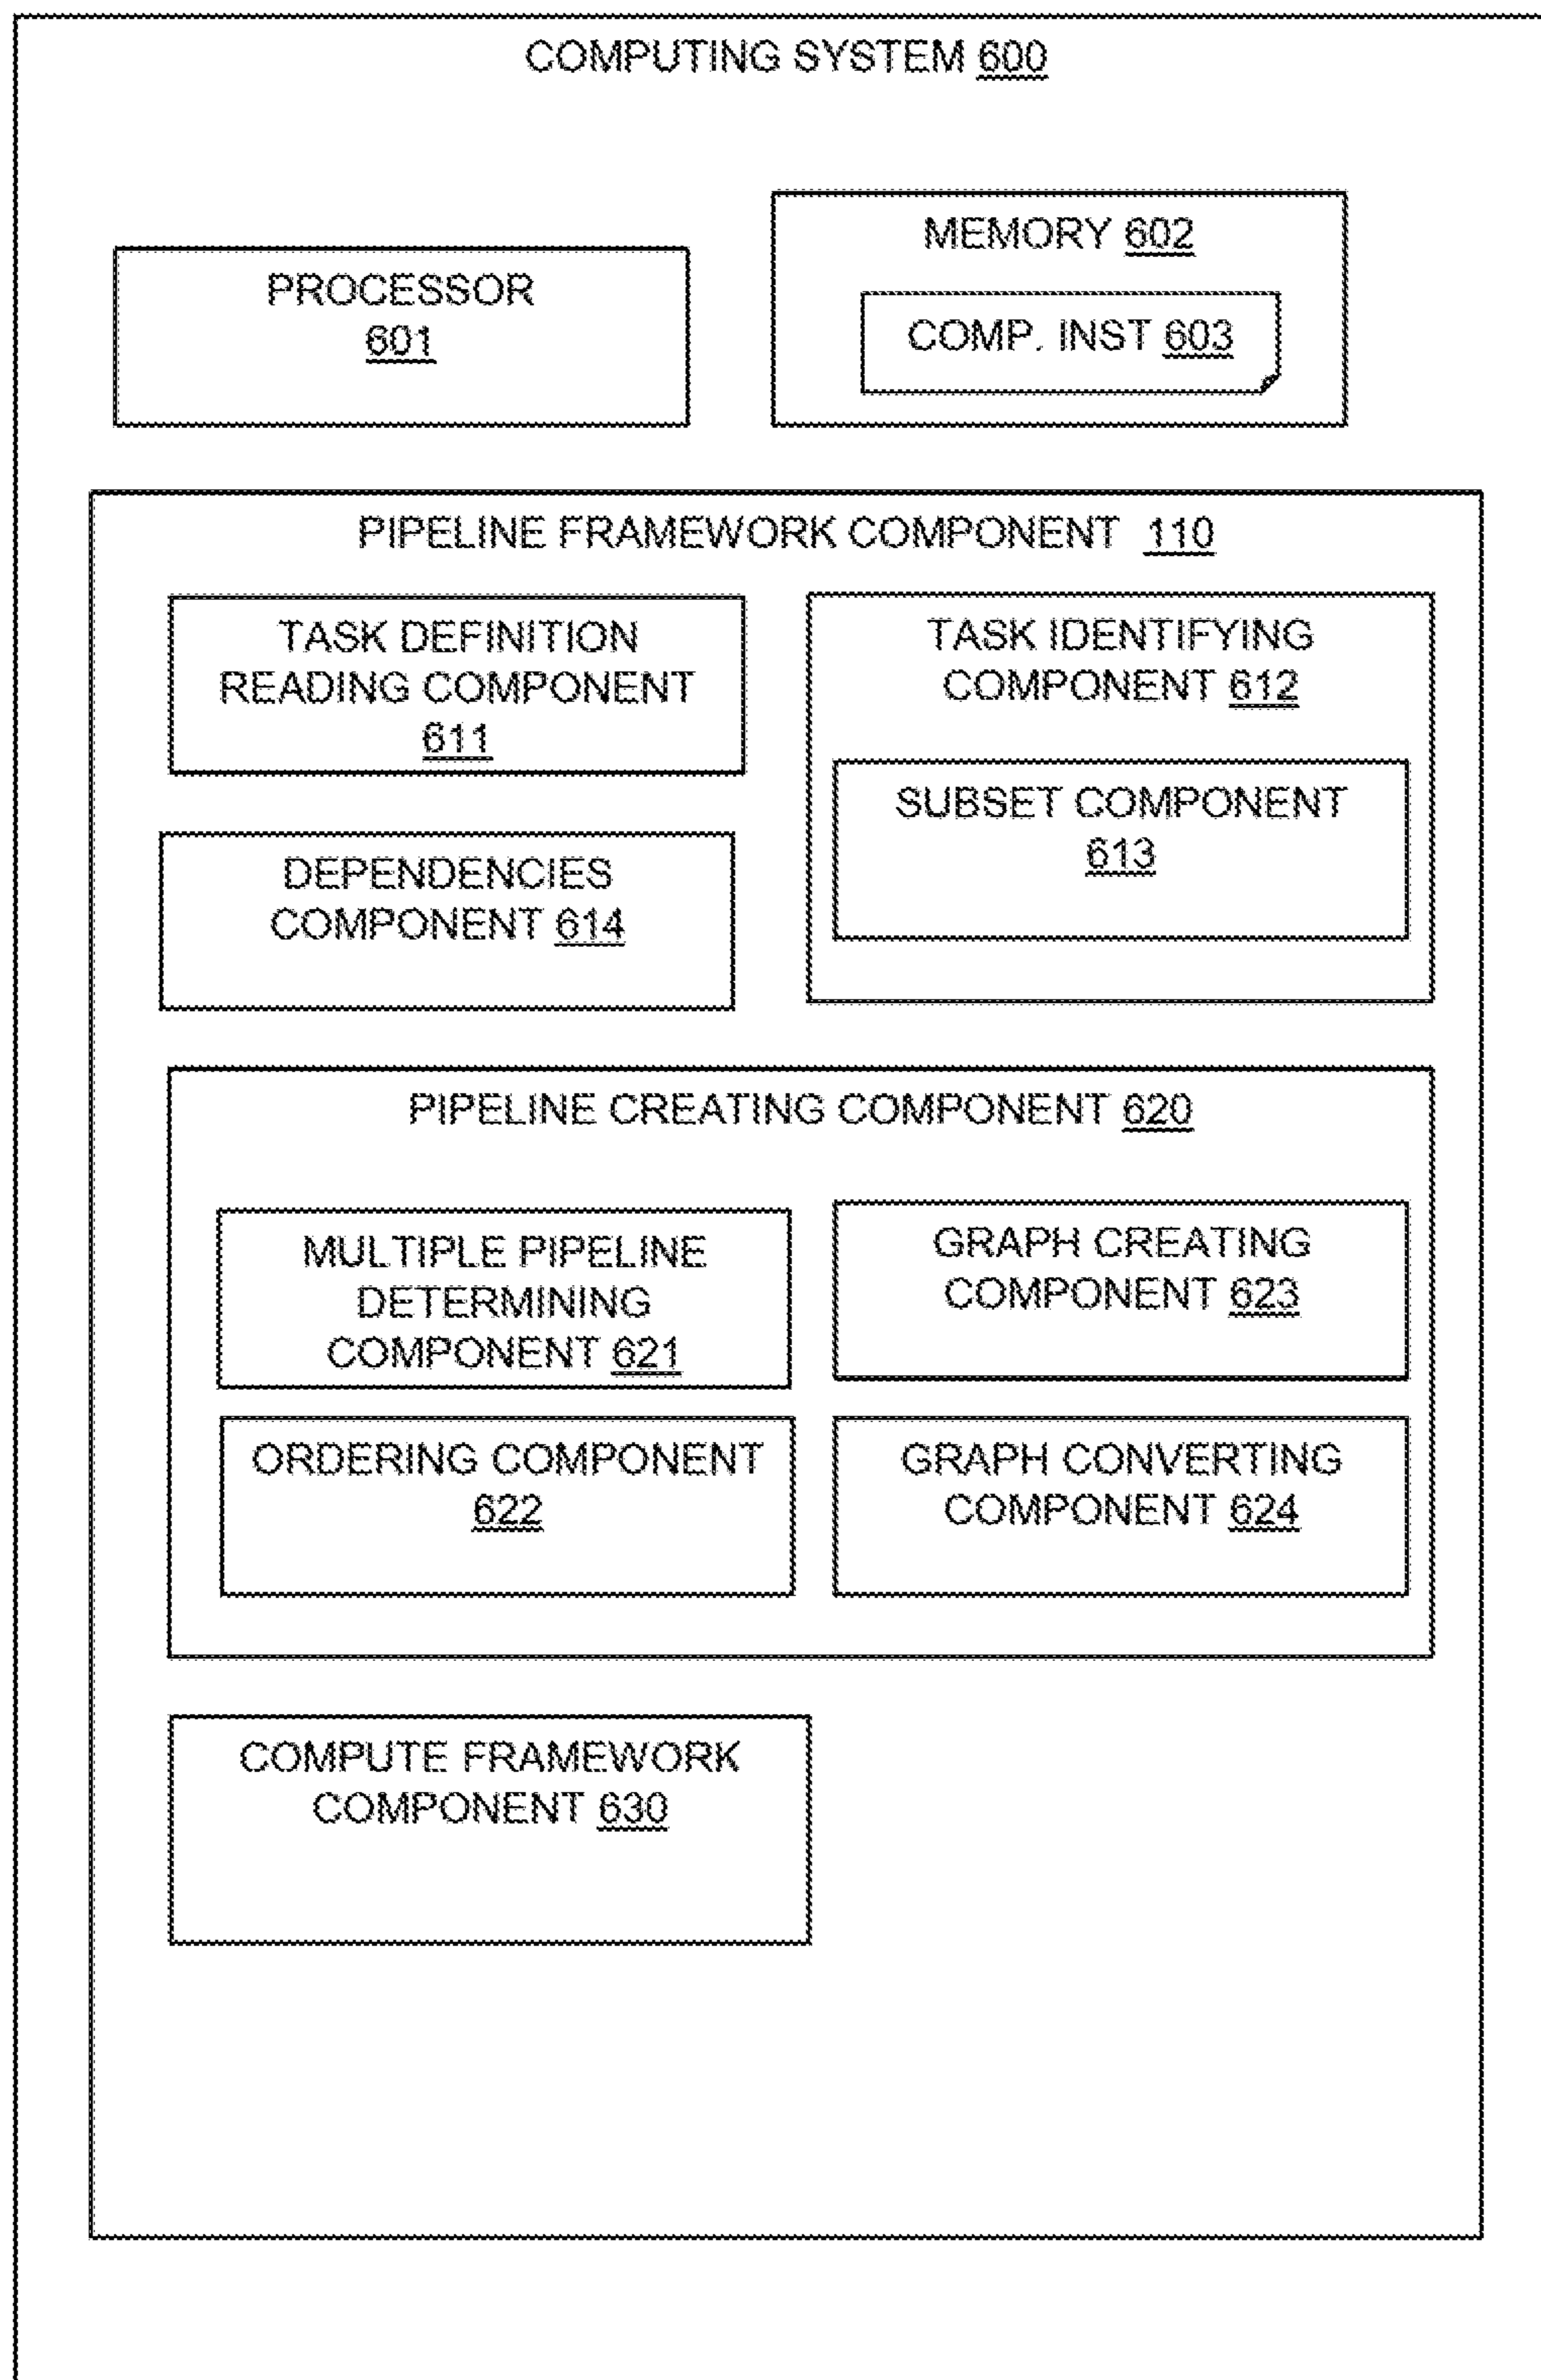 COMPUTING SYSTEM 600
PROCESSOR
601
MEMORY 602
COMP. INST 603
PIPELINE FRAMEWORK COMPONENT 110
TASK DEFINITION
READING COMPONENT
611
TASK IDENTIFYING
COMPONENT 612
SUBSET COMPONENT
613
DEPENDENCIES
COMPONENT 614
PIPELINE CREATING COMPONENT 620
MULTIPLE PIPELINE
DETERMINING
COMPONENT 621
GRAPH CREATING
COMPONENT 623
ORDERING COMPONENT
622
GRAPH CONVERTING
COMPONENT 624
COMPUTE FRAMEWORK
COMPONENT 630